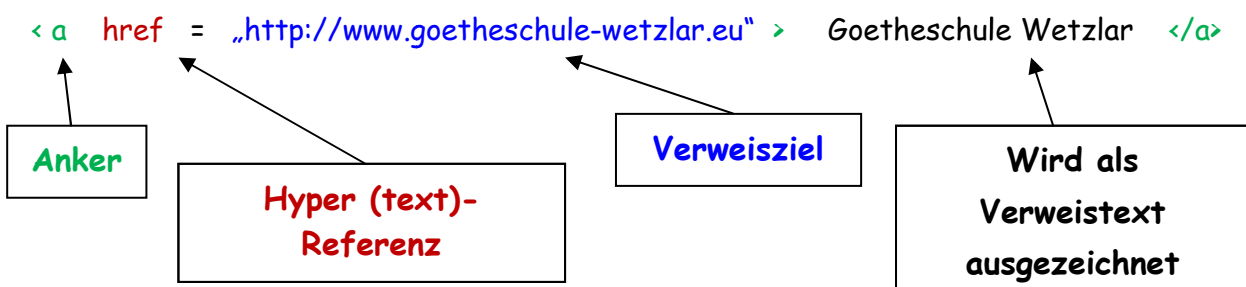 < a href = „http://www.goetheschule-wetzlar.eu“ > Goetheschule Wetzlar </a>
Anker
Hyper (text)-
Referenz
Verweisziel
Wird als
Verweistext
ausgezeichnet